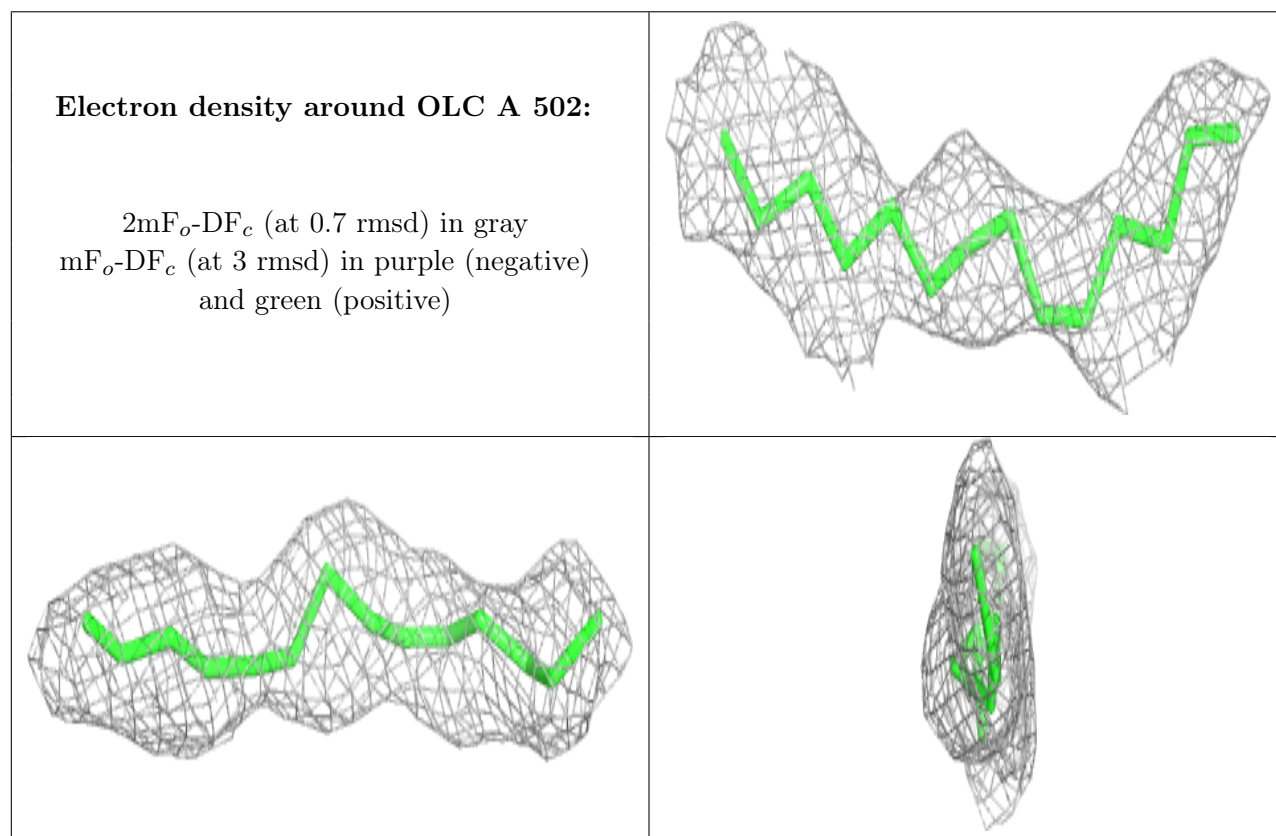 Electron density around OLC A 502:
2mFo-DFc (at 0.7 rmsd) in gray
mFo-DFc (at 3 rmsd) in purple (negative)
and green (positive)